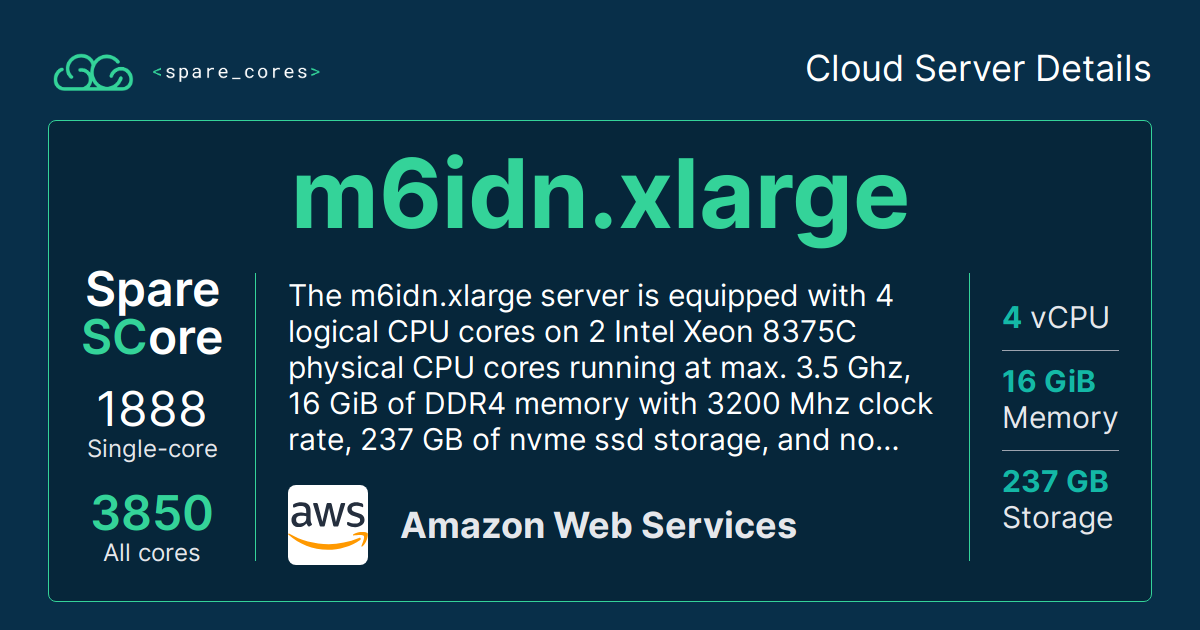 <spare_cores>
Cloud Server Details
m6idn.xlarge
Spare
SCore
1888
Single-core
3850
All cores
The m6idn.xlarge server is equipped with 4
logical CPU cores on 2 Intel Xeon 8375C
physical CPU cores running at max. 3.5 Ghz,
16 GiB of DDR4 memory with 3200 Mhz clock
rate, 237 GB of nvme ssd storage, and no...
aws
Amazon Web Services
4 vCPU
16 GiB
Memory
237 GB
Storage